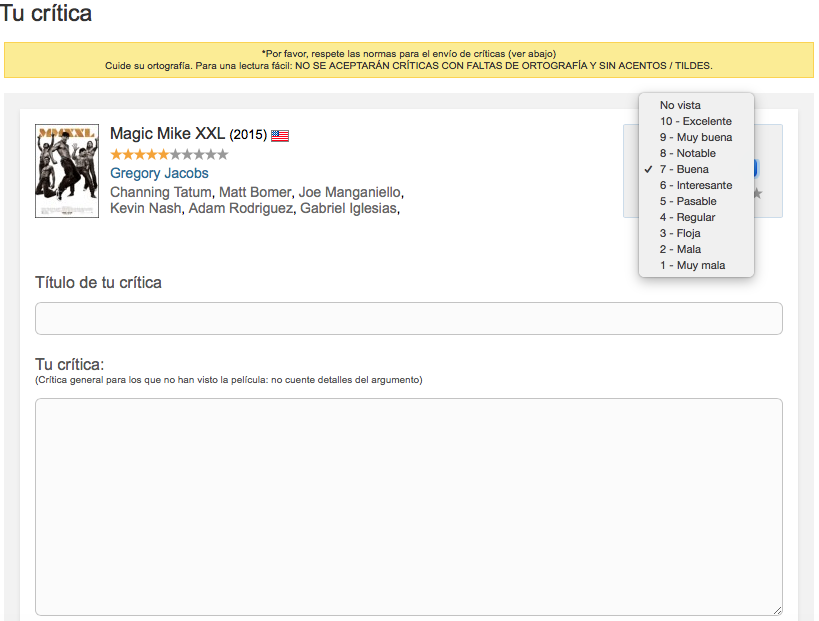 Tu crítica
*Por favor, respete las normas para el envío de críticas (ver abajo)
Cuide su ortografía. Para una lectura fácil: NO SE ACEPTARÁN CRÍTICAS CON FALTAS DE ORTOGRAFÍA Y SIN ACENTOS / TILDES.
MMXXL
Magic Mike XXL (2015)
Gregory Jacobs
Channing Tatum, Matt Bomer, Joe Manganiello,
Kevin Nash, Adam Rodriguez, Gabriel Iglesias,
No vista
10 - Excelente
9 - Muy buena
8 - Notable
7 - Buena
6 - Interesante
5 - Pasable
4 - Regular
3 - Floja
2 - Mala
1 - Muy mala
Título de tu crítica
Tu crítica:
(Crítica general para los que no han visto la película: no cuente detalles del argumento)